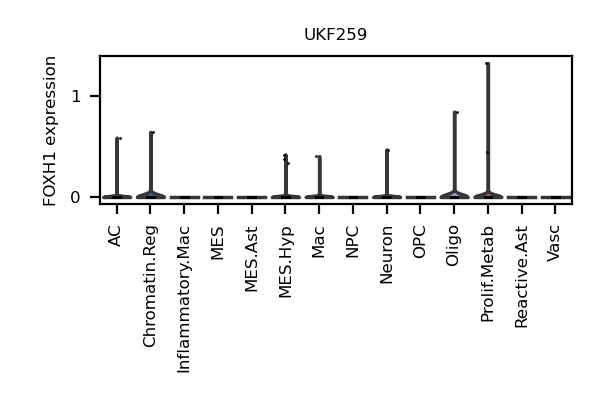 UKF259
FOXH1 expression
1
0
AC
Chromatin.Reg
Inflammatory.Mac
MES
MES.Ast
MES.Hyp
Mac
NPC
Neuron
OPC
Oligo
Prolif.Metab
Reactive.Ast
Vasc